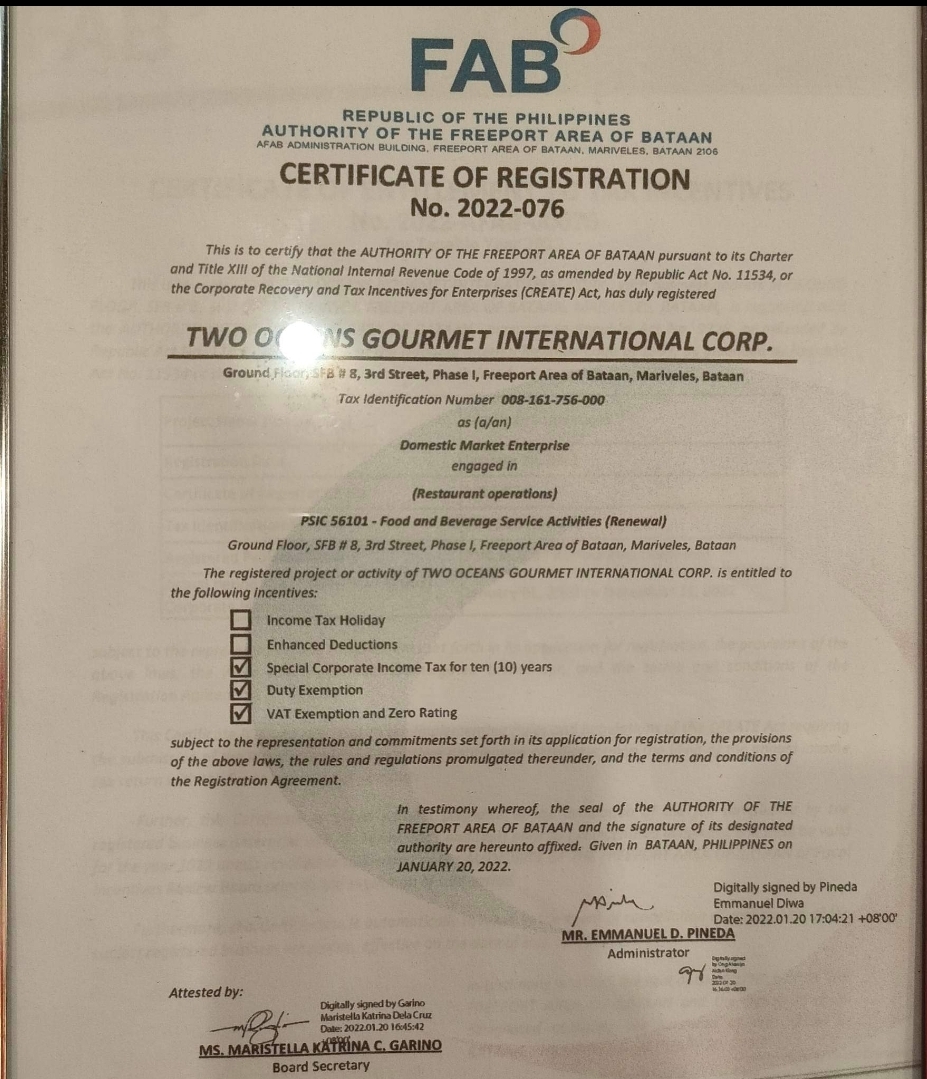 FAB
REPUBLIC OF THE PHILIPPINES
AUTHORITY OF THE FREEPORT AREA OF BATAAN
AFAB ADMINISTRATION BUILDING, FREEPORT AREA OF BATAAN, MARIVELES, BATAAN 2106
CERTIFICATE OF REGISTRATION
No. 2022-076
This is to certify that the AUTHORITY OF THE FREEPORT AREA OF BATAAN pursuant to its Charter
and Title XIII of the National Internal Revenue Code of 1997, as amended by Republic Act No. 11534, or
the Corporate Recovery and Tax Incentives for Enterprises (CREATE) Act, has duly registered
TWO OCEANS GOURMET INTERNATIONAL CORP.
Ground Floor, SFB # 8, 3rd Street, Phase I, Freeport Area of Bataan, Mariveles, Bataan
Tax Identification Number 008-161-756-000
as (a/an)
Domestic Market Enterprise
engaged in
(Restaurant operations)
PSIC 56101 - Food and Beverage Service Activities (Renewal)
Ground Floor, SFB # 8, 3rd Street, Phase I, Freeport Area of Bataan, Mariveles, Bataan
The registered project or activity of TWO OCEANS GOURMET INTERNATIONAL CORP. is entitled to
the following incentives:
Income Tax Holiday
Enhanced Deductions
Special Corporate Income Tax for ten (10) years
Duty Exemption
VAT Exemption and Zero Rating
subject to the representation and commitments set forth in its application for registration, the provisions
of the above laws, the rules and regulations promulgated thereunder, and the terms and conditions of
the Registration Agreement.
In testimony whereof, the seal of the AUTHORITY OF THE
FREEPORT AREA OF BATAAN and the signature of its designated
authority are hereunto affixed. Given in BATAAN, PHILIPPINES on
JANUARY 20, 2022.
Digitally signed by Pineda
Emmanuel Diwa
Date: 2022.01.20 17:04:21 +08'00'
MR. EMMANUEL D. PINEDA
Administrator
Digitally signed
Attested by:
Digitally signed by Garino
Maristella Katrina Dela Cruz
Date: 2022.01.20 16:45:42
MS. MARISTELLA KATRINA C. GARINO
Board Secretary